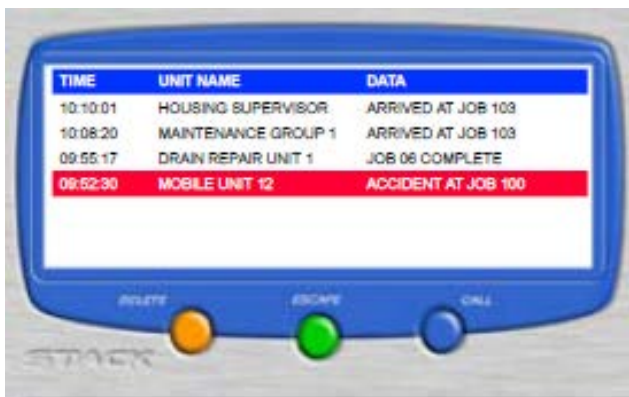 TIME UNIT NAME DATA
10:10:01 HOUSING SUPERVISOR ARRIVED AT JOB 103
10:08:20 MAINTENANCE GROUP 1 ARRIVED AT JOB 103
09:55:17 DRAIN REPAIR UNIT 1 JOB 06 COMPLETE
09:52:30 MOBILE UNIT 12 ACCIDENT AT JOB 100
DELETE ESCAPE CALL
STACK